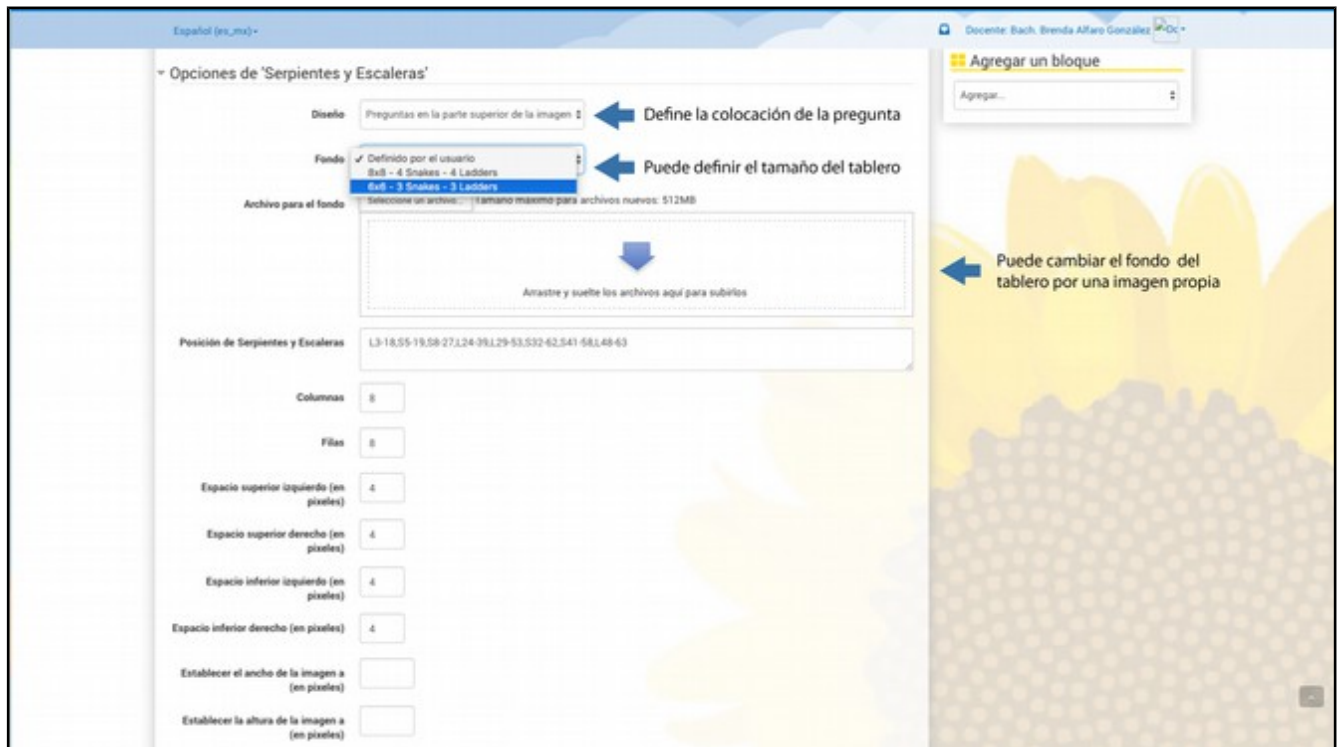 Español (es_mx)
Docente: Bach. Brenda Alfaro González
Agregar un bloque
Agregar...
Opciones de 'Serpientes y Escaleras'
Diseño
Preguntas en la parte superior de la imagen
Define la colocación de la pregunta
Fondo
✓ Definido por el usuario
8x8 - 4 Snakes - 4 Ladders
6x6 - 3 Snakes - 3 Ladders
Puede definir el tamaño del tablero
Archivo para el fondo
Seleccione un archivo...
Tamaño máximo para archivos nuevos: 512MB
Arrastre y suelte los archivos aquí para subirlos
Puede cambiar el fondo del
tablero por una imagen propia
Posición de Serpientes y Escaleras
L3-18,S5-19,S8-27,L24-39,L29-53,S32-62,S41-58,L48-63
Columnas
8
Filas
8
Espacio superior izquierdo (en
pixeles)
4
Espacio superior derecho (en
pixeles)
4
Espacio inferior izquierdo (en
pixeles)
4
Espacio inferior derecho (en pixeles)
4
Establecer el ancho de la imagen a
(en pixeles)
Establecer la altura de la imagen a
(en pixeles)